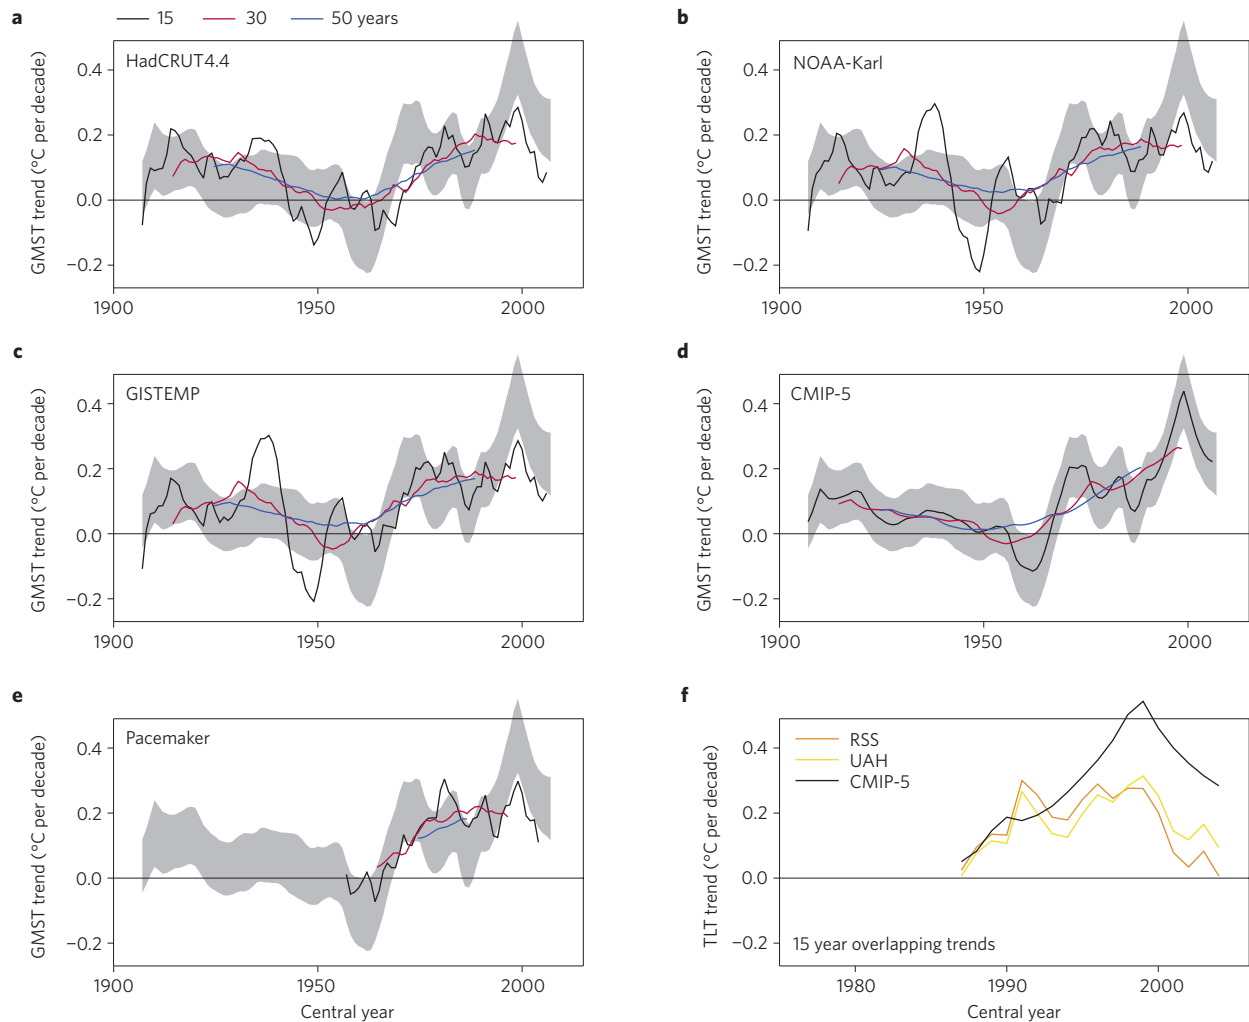 a
15
30
50 years
HadCRUT4.4
GMST trend (°C per decade)
0.4
0.2
0.0
−0.2
1900
1950
2000
b
NOAA-Karl
GMST trend (°C per decade)
0.4
0.2
0.0
−0.2
1900
1950
2000
c
GISTEMP
GMST trend (°C per decade)
0.4
0.2
0.0
−0.2
1900
1950
2000
d
CMIP-5
GMST trend (°C per decade)
0.4
0.2
0.0
−0.2
1900
1950
2000
e
Pacemaker
GMST trend (°C per decade)
0.4
0.2
0.0
−0.2
1900
1950
2000
Central year
f
RSS
UAH
CMIP-5
TLT trend (°C per decade)
0.4
0.2
0.0
−0.2
15 year overlapping trends
1980
1990
2000
Central year